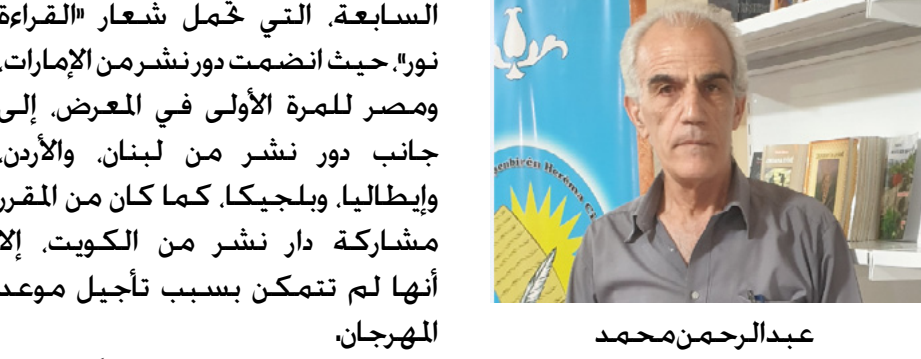 السابعة، التي تحمل شعار "القراءة
نور"، حيث انضمت دور نشر من الإمارات،
ومصر للمرة الأولى في المعرض، إلى
جانب دور نشر من لبنان، والأردن،
وإيطاليا، وبلجيكا، كما كان من المقرر
مشاركة دار نشر من الكويت، إلا
أنها لم تتمكن بسبب تأجيل موعد
المهرجان.
عبدالرحمن محمد
Herêma